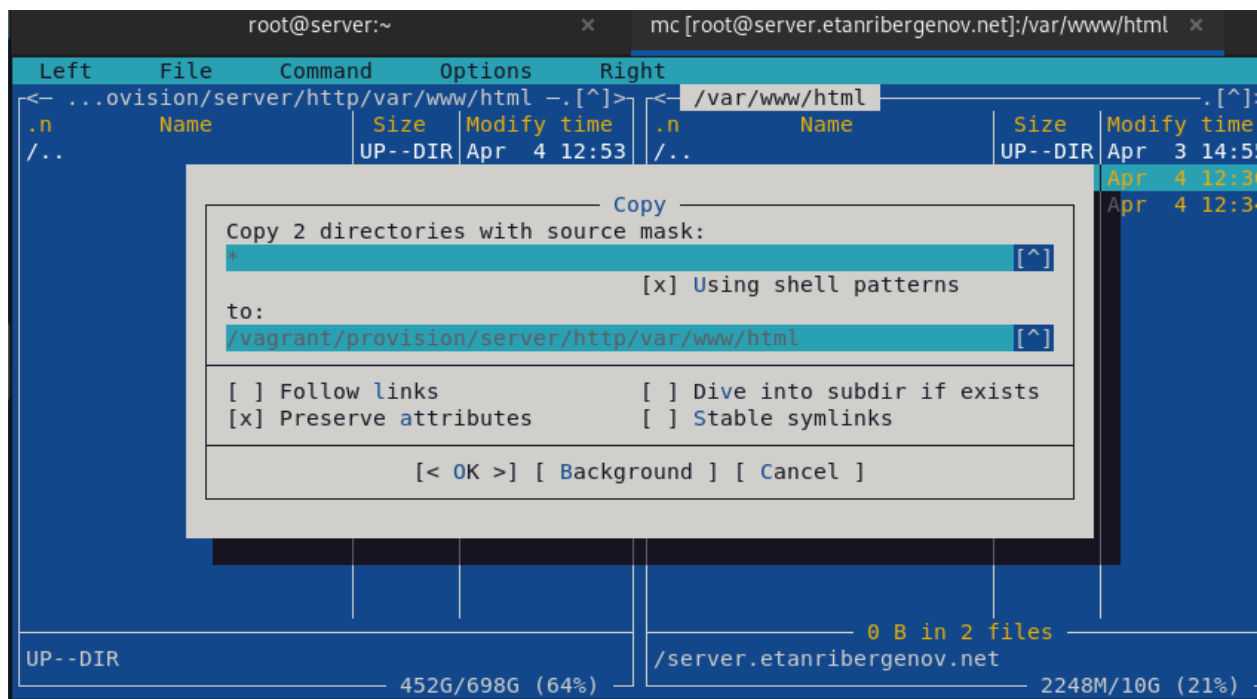 root@server:~ × mc [root@server.etanribergenov.net]:/var/www/html ×
Left File Command Options Right
<— ...ovision/server/http/var/www/html —.[^]> <— /var/www/html —.[^]>
.n Name Size Modify time .n Name Size Modify time
/.. UP--DIR Apr 4 12:53 /.. UP--DIR Apr 3 14:55
Apr 4 12:30
Copy Apr 4 12:34
Copy 2 directories with source mask:
* [^]
[x] Using shell patterns
to:
/vagrant/provision/server/http/var/www/html [^]
[ ] Follow links [ ] Dive into subdir if exists
[x] Preserve attributes [ ] Stable symlinks
[< OK >] [ Background ] [ Cancel ]
0 B in 2 files
UP--DIR /server.etanribergenov.net
452G/698G (64%) 2248M/10G (21%)